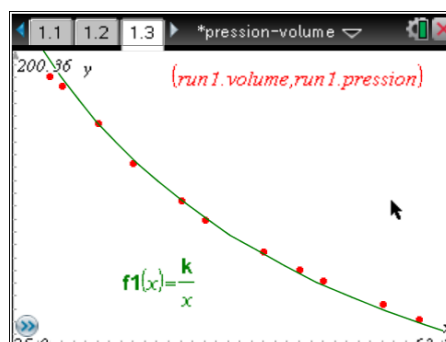 1.1 1.2 1.3 *pression-volume
200.36 y
(run1.volume,run1.pression)
f1(x)=k/x
x